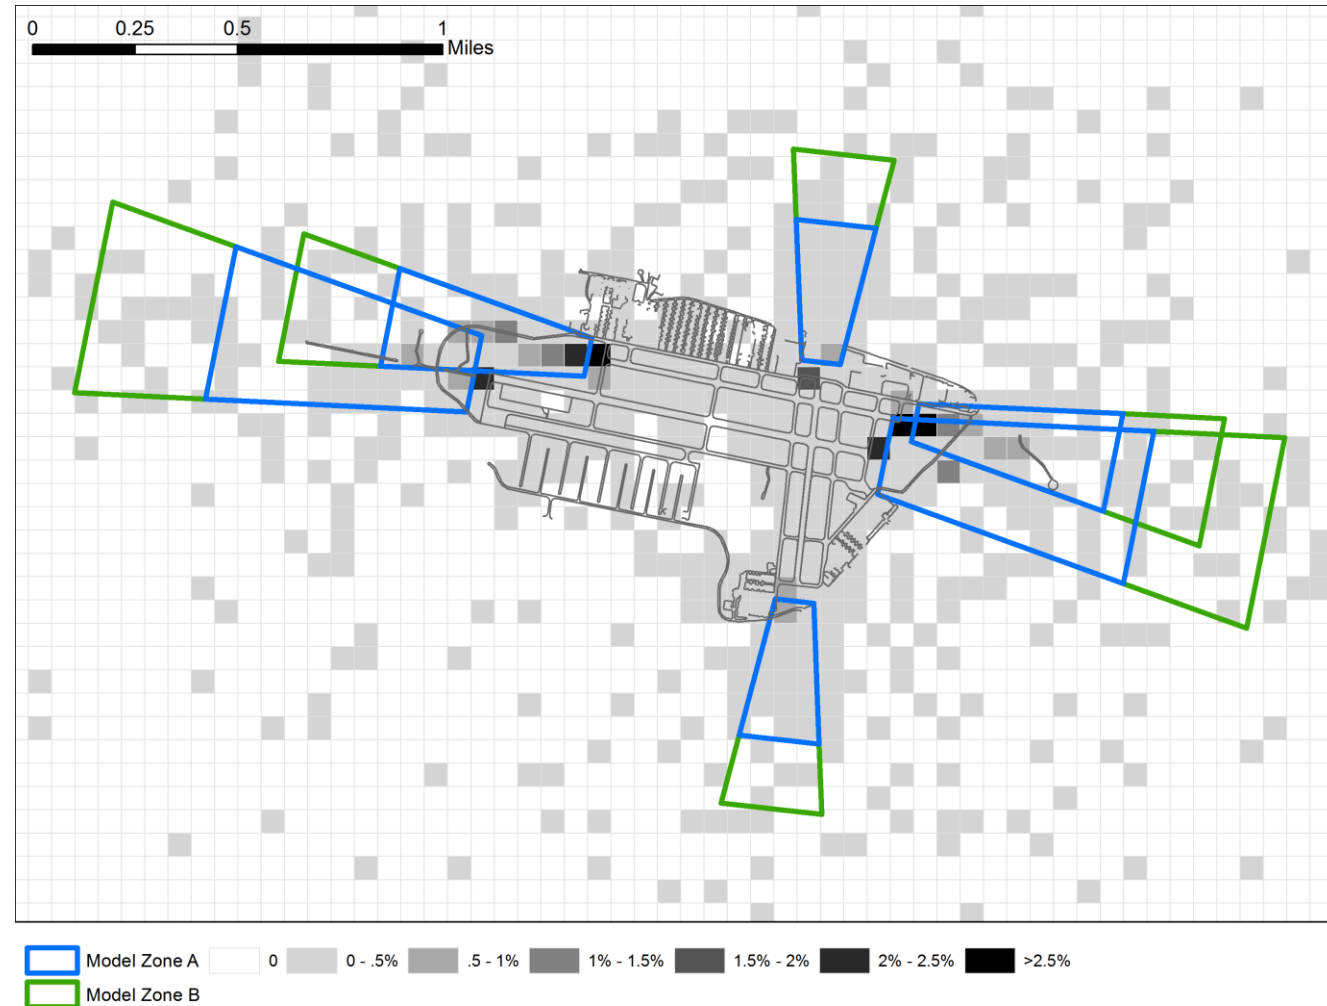 0 0.25 0.5 1
Miles
Model Zone A 0 0 - .5% .5 - 1% 1% - 1.5% 1.5% - 2% 2% - 2.5% >2.5%
Model Zone B